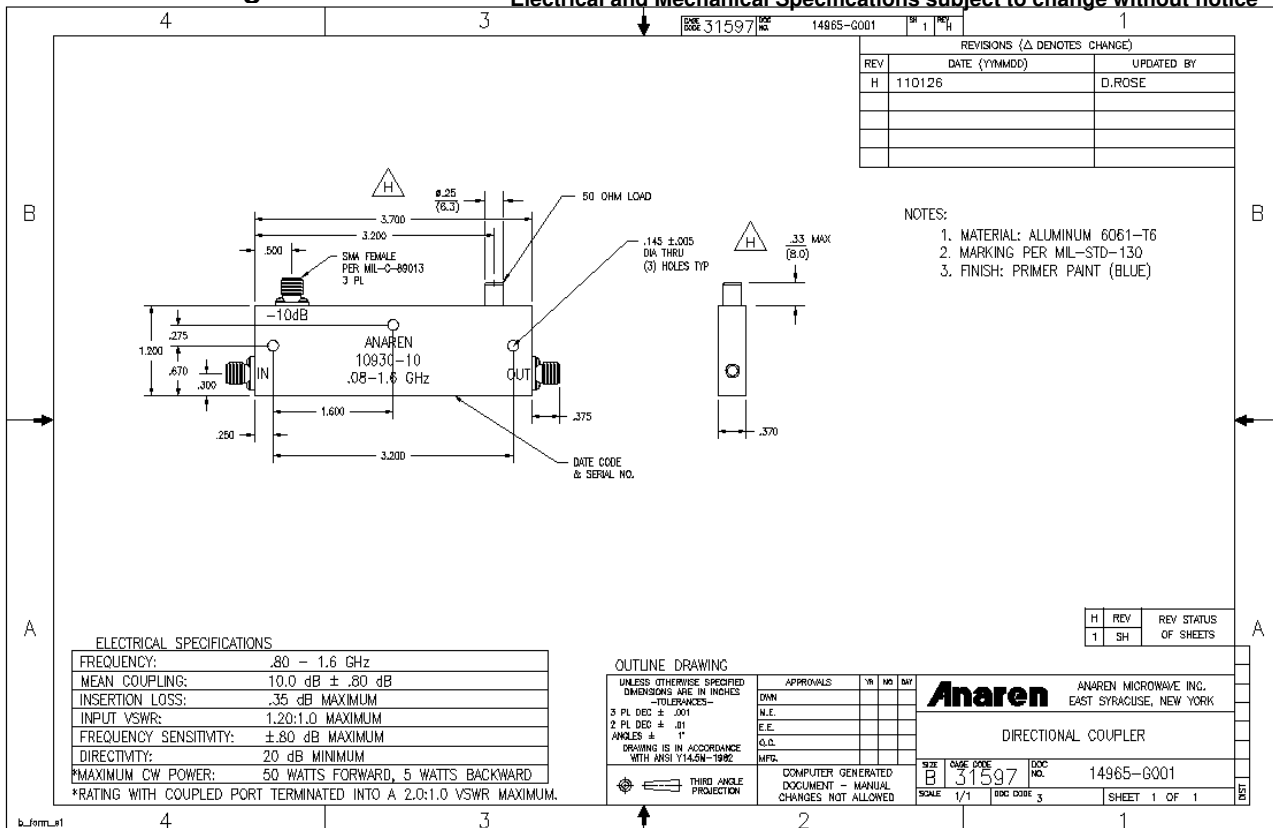 Electrical and Mechanical Specifications subject to change without notice
4 3 1
CAGE CODE 31597 DOC NO. 14965-G001 SH 1 REV H
REVISIONS (Δ DENOTES CHANGE)
REV DATE (YYMMDD) UPDATED BY
H 110126 D.ROSE
B B
H
ø.25
(6.3)
50 OHM LOAD
3.700
3.200
.500
SMA FEMALE
PER MIL-C-89013
3 PL
.145 ±.005
DIA THRU
(3) HOLES TYP
H
.33 MAX
(8.0)
NOTES:
1. MATERIAL: ALUMINUM 6061-T6
2. MARKING PER MIL-STD-130
3. FINISH: PRIMER PAINT (BLUE)
-10dB
.275
1.200
.670
.300
IN
ANAREN
10930-10
.08-1.6 GHz
OUT
1.600
.375
.250
3.200
.370
DATE CODE
& SERIAL NO.
A A
H REV REV STATUS
1 SH OF SHEETS
ELECTRICAL SPECIFICATIONS
FREQUENCY: .80 - 1.6 GHz
MEAN COUPLING: 10.0 dB ± .80 dB
INSERTION LOSS: .35 dB MAXIMUM
INPUT VSWR: 1.20:1.0 MAXIMUM
FREQUENCY SENSITIVITY: ±.80 dB MAXIMUM
DIRECTIVITY: 20 dB MINIMUM
*MAXIMUM CW POWER: 50 WATTS FORWARD, 5 WATTS BACKWARD
*RATING WITH COUPLED PORT TERMINATED INTO A 2.0:1.0 VSWR MAXIMUM.
OUTLINE DRAWING
UNLESS OTHERWISE SPECIFIED
DIMENSIONS ARE IN INCHES
-TOLERANCES-
3 PL DEC ± .001
2 PL DEC ± .01
ANGLES ± 1°
DRAWING IS IN ACCORDANCE
WITH ANSI Y14.5M-1982
THIRD ANGLE
PROJECTION
APPROVALS YR MO DAY
DWN
M.E.
E.E.
Q.C.
MFG.
COMPUTER GENERATED
DOCUMENT - MANUAL
CHANGES NOT ALLOWED
Anaren
ANAREN MICROWAVE INC.
EAST SYRACUSE, NEW YORK
DIRECTIONAL COUPLER
SIZE B CAGE CODE 31597 DOC NO. 14965-G001
SCALE 1/1 DOC CODE 3 SHEET 1 OF 1
DIST
b_form_s1
4 3 2 1